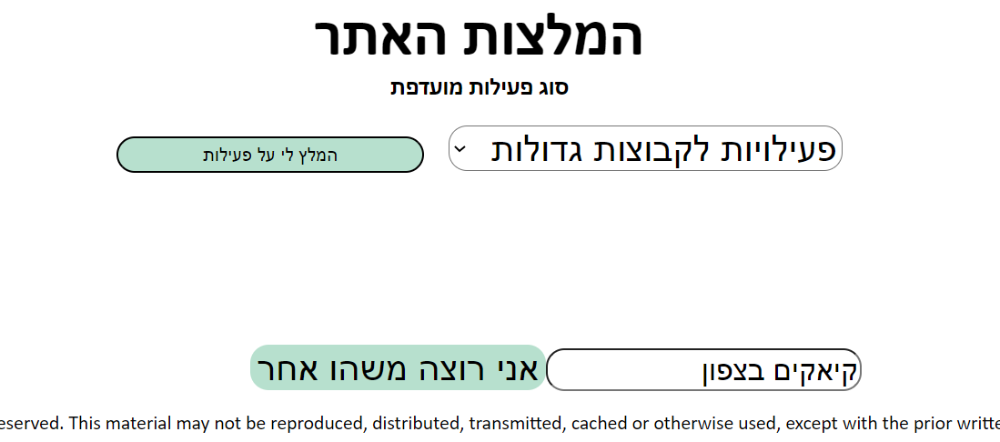 המלצות האתר
סוג פעילות מועדפת
פעילויות לקבוצות גדולות
המלץ לי על פעילות
קיאקים בצפון
אני רוצה משהו אחר
eserved. This material may not be reproduced, distributed, transmitted, cached or otherwise used, except with the prior writte